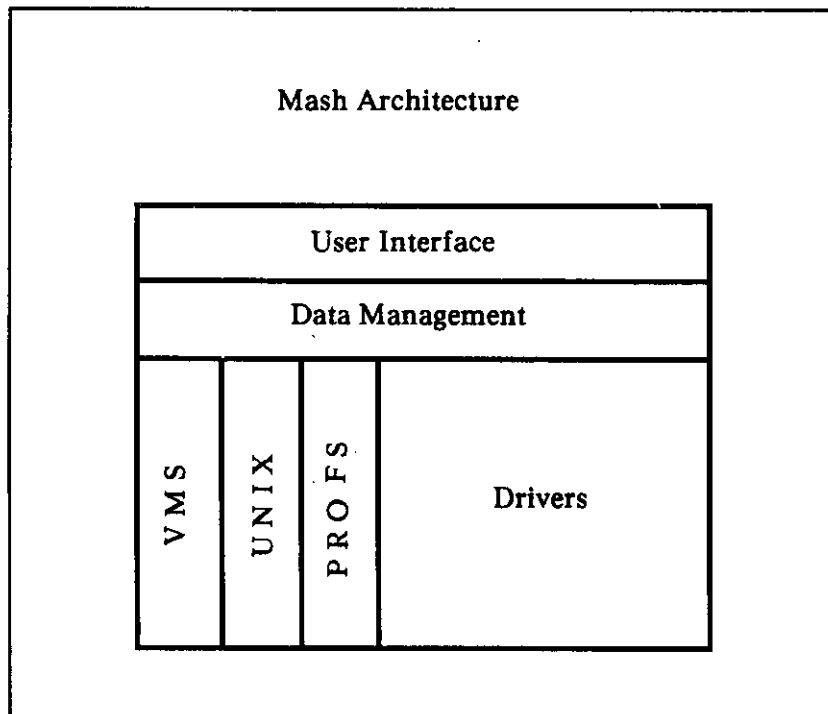 Mash Architecture
User Interface
Data Management
VMS
UNIX
PROFS
Drivers